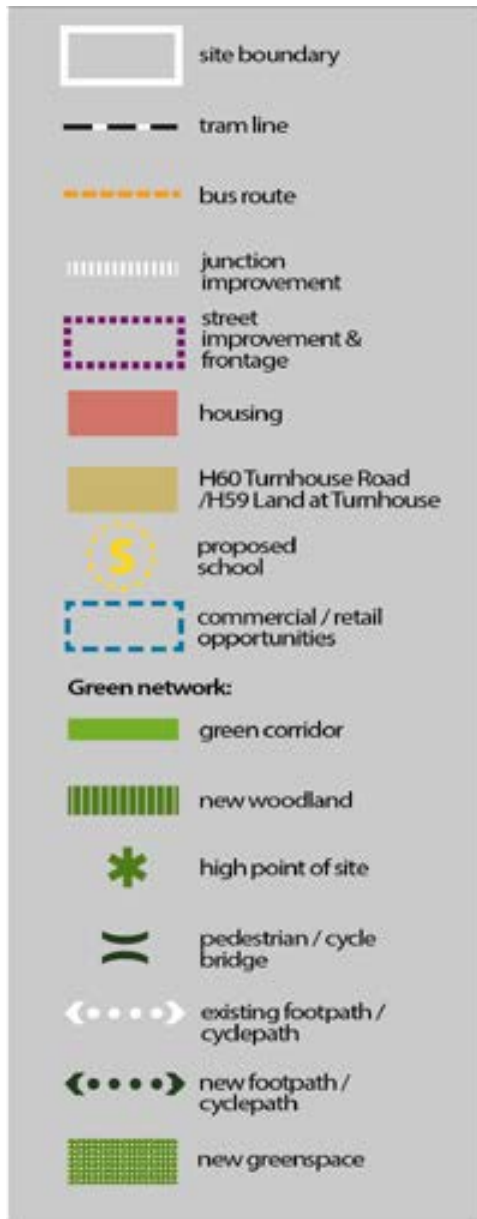 site boundary
tram line
bus route
junction
improvement
street
improvement &
frontage
housing
H60 Turnhouse Road
/H59 Land at Turnhouse
S
proposed
school
commercial / retail
opportunities
Green network:
green corridor
new woodland
high point of site
pedestrian / cycle
bridge
existing footpath /
cyclepath
new footpath /
cyclepath
new greenspace